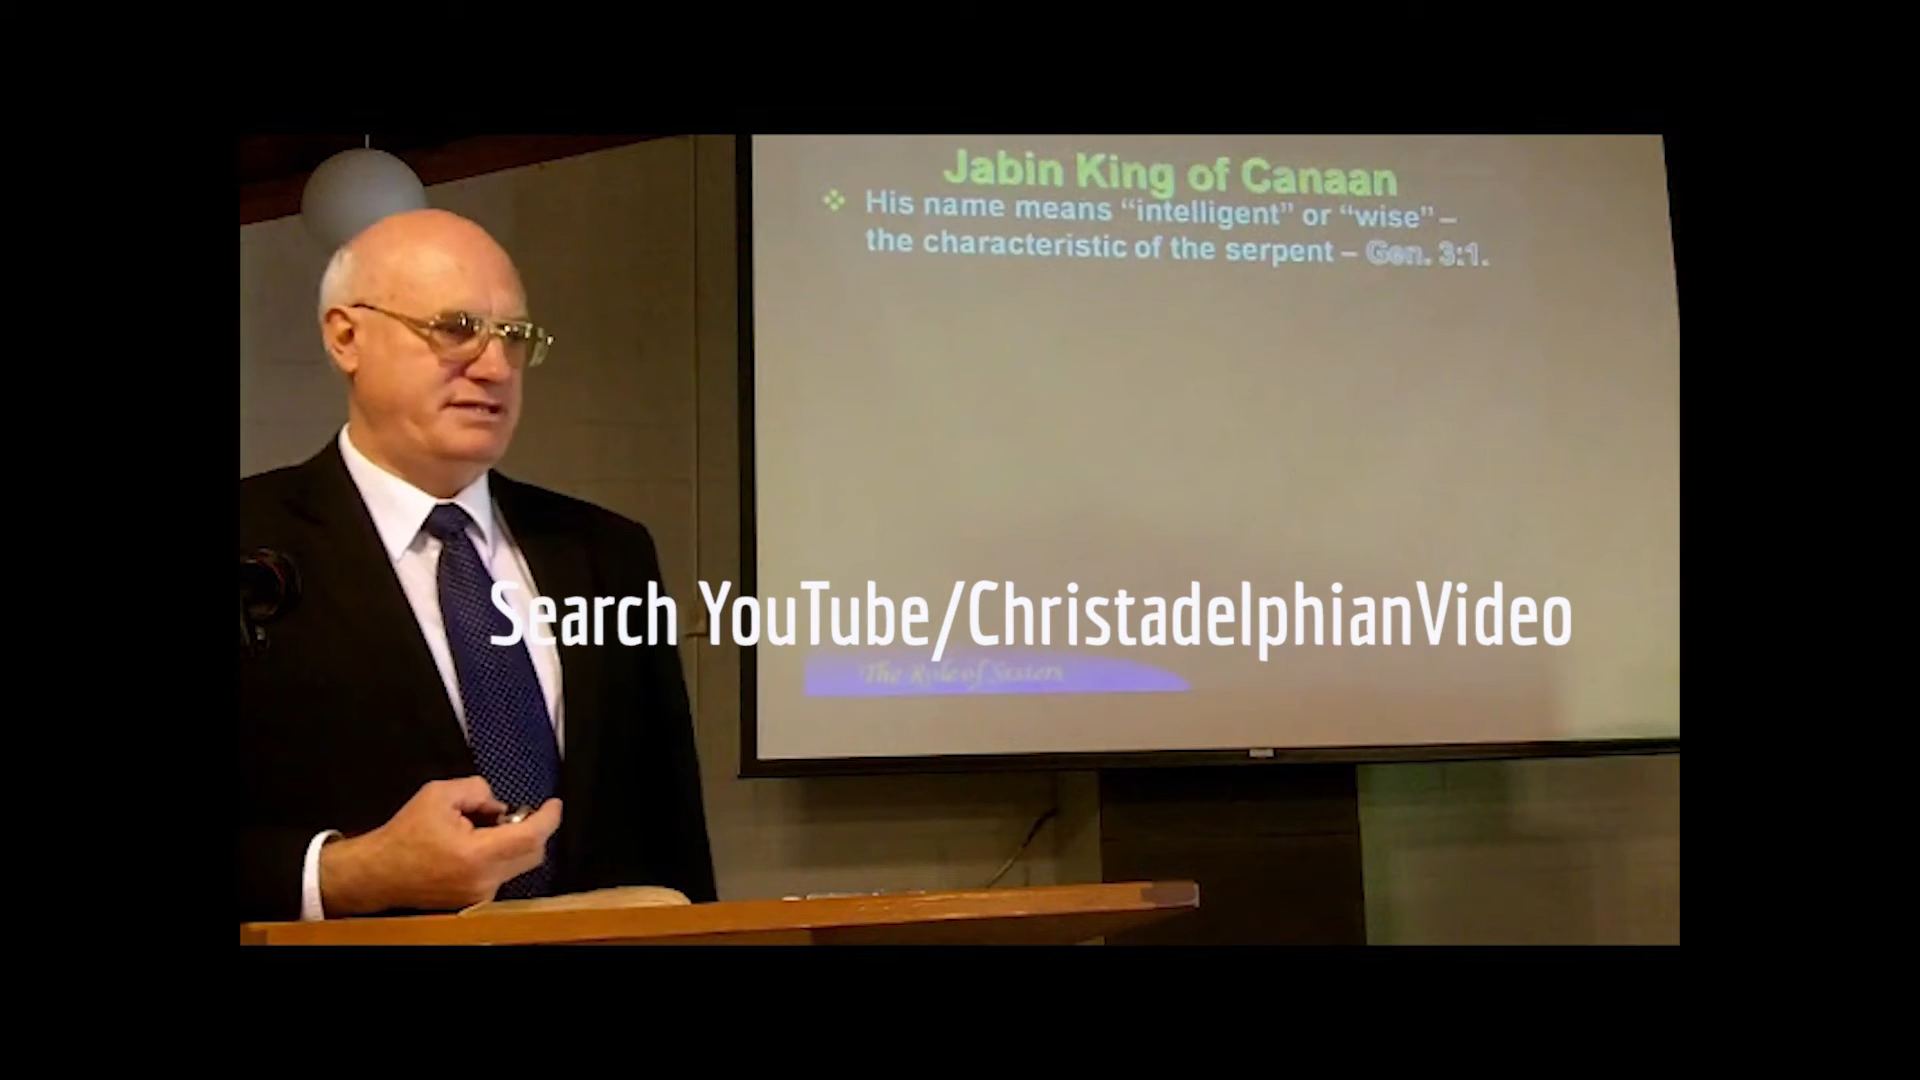 Jabin King of Canaan
His name means “intelligent” or “wise” –
the characteristic of the serpent – Gen. 3:1.
Search YouTube/ChristadelphianVideo
The Role of Sisters